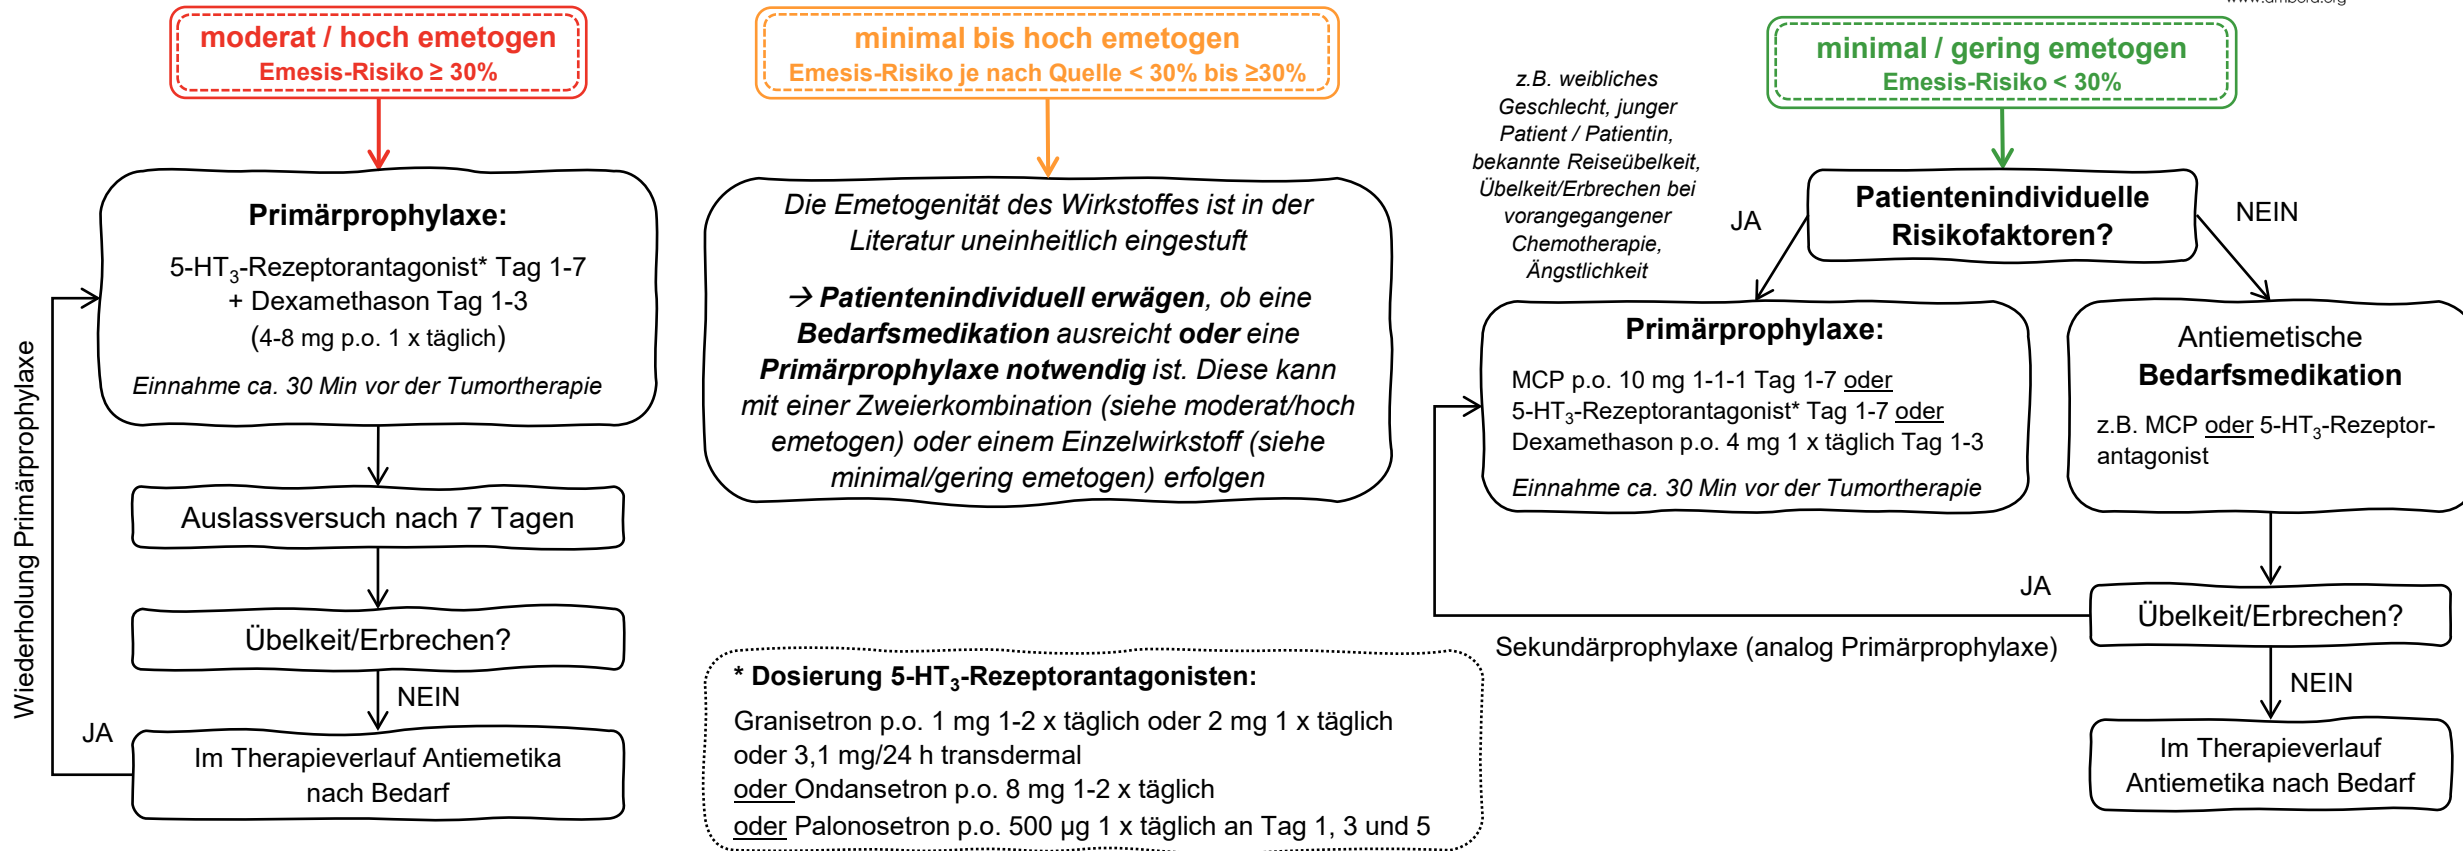 www.ambora.org
moderat / hoch emetogen
Emesis-Risiko ≥ 30%
Primärprophylaxe:
5-HT₃-Rezeptorantagonist* Tag 1-7
+ Dexamethason Tag 1-3
(4-8 mg p.o. 1 x täglich)
Einnahme ca. 30 Min vor der Tumortherapie
Auslassversuch nach 7 Tagen
Übelkeit/Erbrechen?
NEIN
JA
Im Therapieverlauf Antiemetika
nach Bedarf
Wiederholung Primärprophylaxe
minimal bis hoch emetogen
Emesis-Risiko je nach Quelle < 30% bis ≥30%
Die Emetogenität des Wirkstoffes ist in der
Literatur uneinheitlich eingestuft
→ Patientenindividuell erwägen, ob eine
Bedarfsmedikation ausreicht oder eine
Primärprophylaxe notwendig ist. Diese kann
mit einer Zweierkombination (siehe moderat/hoch
emetogen) oder einem Einzelwirkstoff (siehe
minimal/gering emetogen) erfolgen
* Dosierung 5-HT₃-Rezeptorantagonisten:
Granisetron p.o. 1 mg 1-2 x täglich oder 2 mg 1 x täglich
oder 3,1 mg/24 h transdermal
oder Ondansetron p.o. 8 mg 1-2 x täglich
oder Palonosetron p.o. 500 µg 1 x täglich an Tag 1, 3 und 5
minimal / gering emetogen
Emesis-Risiko < 30%
z.B. weibliches
Geschlecht, junger
Patient / Patientin,
bekannte Reiseübelkeit,
Übelkeit/Erbrechen bei
vorangegangener
Chemotherapie,
Ängstlichkeit
Patientenindividuelle
Risikofaktoren?
JA
NEIN
Primärprophylaxe:
MCP p.o. 10 mg 1-1-1 Tag 1-7 oder
5-HT₃-Rezeptorantagonist* Tag 1-7 oder
Dexamethason p.o. 4 mg 1 x täglich Tag 1-3
Einnahme ca. 30 Min vor der Tumortherapie
Antiemetische
Bedarfsmedikation
z.B. MCP oder 5-HT₃-Rezeptor-
antagonist
JA
Übelkeit/Erbrechen?
Sekundärprophylaxe (analog Primärprophylaxe)
NEIN
Im Therapieverlauf
Antiemetika nach Bedarf